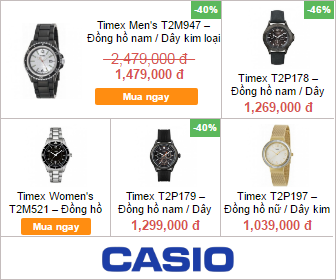 -40%
Timex Men's T2M947 –
Đồng hồ nam / Dây kim loại
2,479,000 đ
1,479,000 đ
Mua ngay
-46%
Timex T2P178 –
Đồng hồ nam / Dây
1,269,000 đ
Timex Women's
T2M521 – Đồng hồ
Mua ngay
-40%
Timex T2P179 –
Đồng hồ nam / Dây
1,299,000 đ
Timex T2P197 –
Đồng hồ nữ / Dây kim
1,039,000 đ
CASIO